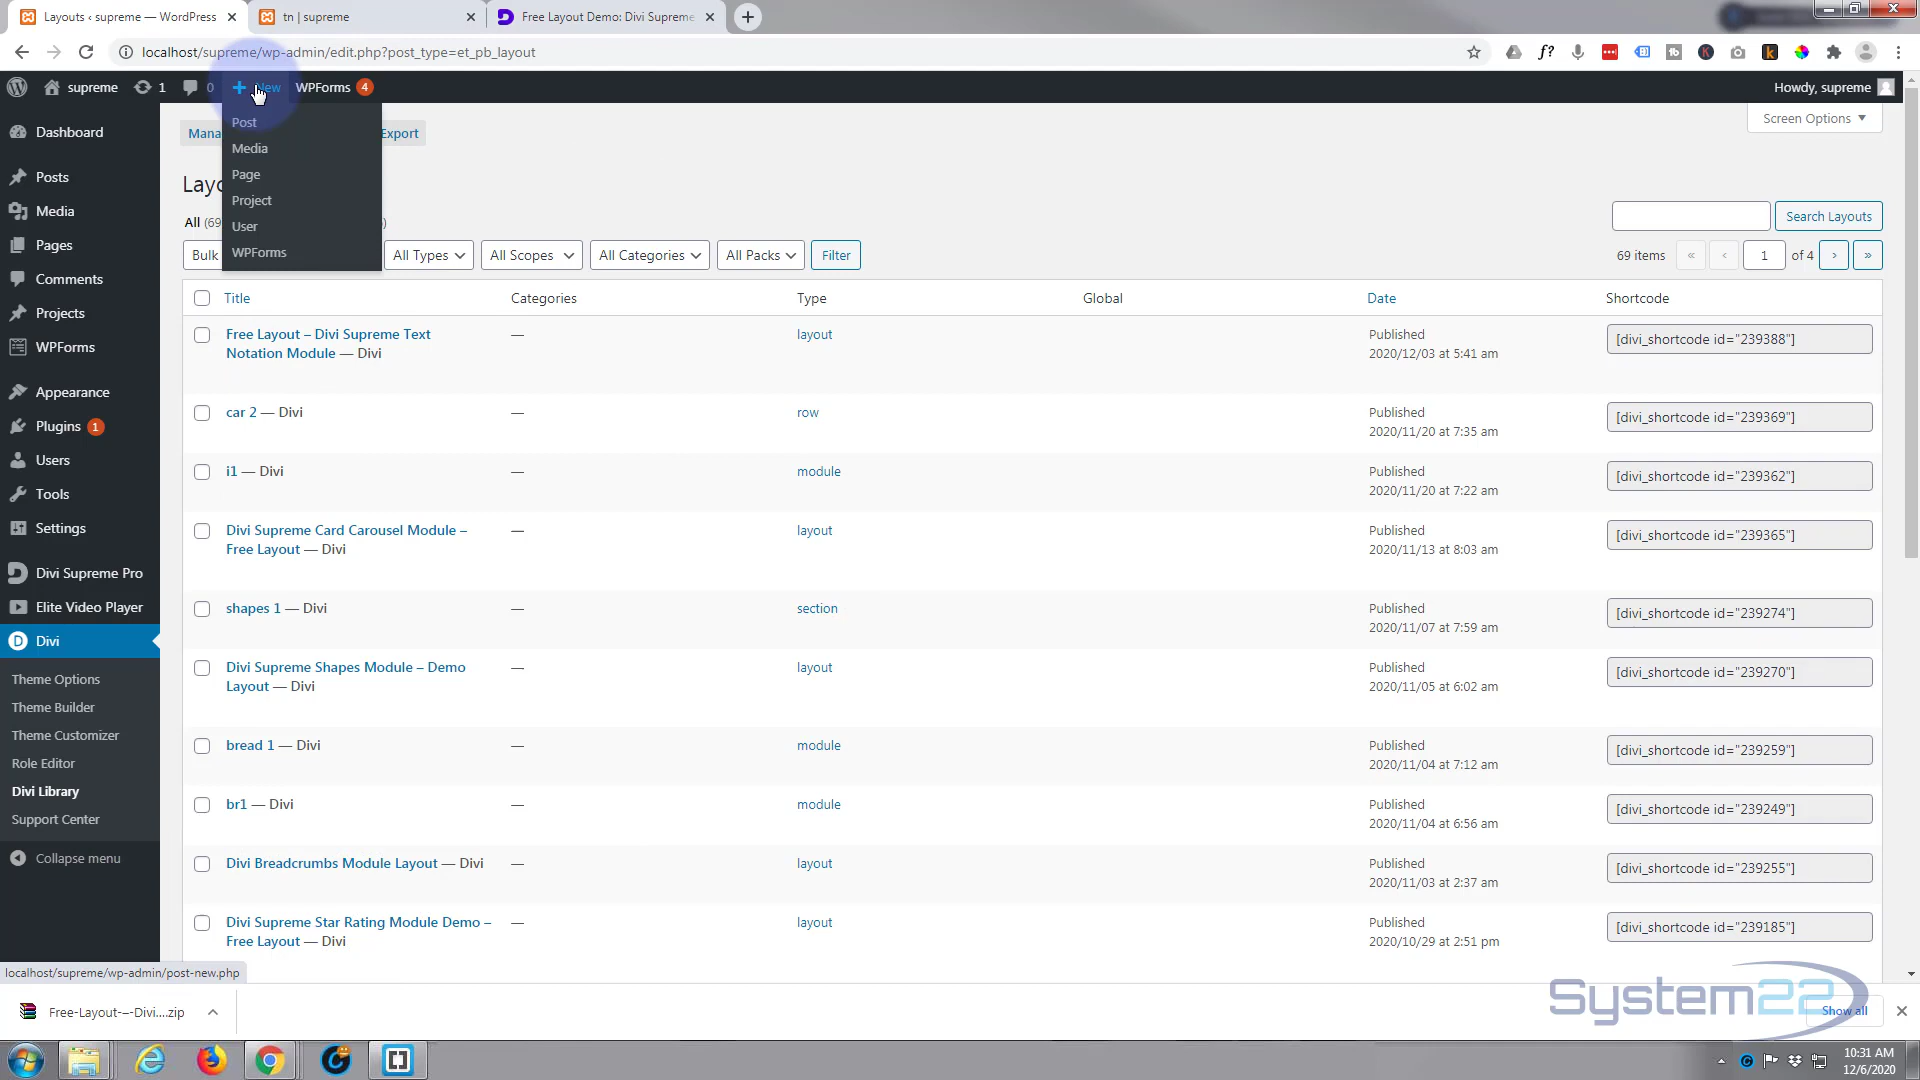 Layouts ‹ supreme — WordPress
tn | supreme
Free Layout Demo: Divi Supreme
localhost/supreme/wp-admin/edit.php?post_type=et_pb_layout
supreme 1 0 New WPForms 4 Howdy, supreme
Post
Media
Page
Project
User
WPForms
Export
Screen Options
Dashboard
Posts
Media
Pages
Comments
Projects
WPForms
Appearance
Plugins 1
Users
Tools
Settings
Divi Supreme Pro
Elite Video Player
Divi
Theme Options
Theme Builder
Theme Customizer
Role Editor
Divi Library
Support Center
Collapse menu
Search Layouts
Bulk All Types All Scopes All Categories All Packs Filter 69 items « ‹ 1 of 4 › »
Title Categories Type Global Date Shortcode
Free Layout – Divi Supreme Text — layout Published [divi_shortcode id="239388"]
Notation Module — Divi 2020/12/03 at 5:41 am
car 2 — Divi — row Published [divi_shortcode id="239369"]
2020/11/20 at 7:35 am
i1 — Divi — module Published [divi_shortcode id="239362"]
2020/11/20 at 7:22 am
Divi Supreme Card Carousel Module – — layout Published [divi_shortcode id="239365"]
Free Layout — Divi 2020/11/13 at 8:03 am
shapes 1 — Divi — section Published [divi_shortcode id="239274"]
2020/11/07 at 7:59 am
Divi Supreme Shapes Module – Demo — layout Published [divi_shortcode id="239270"]
Layout — Divi 2020/11/05 at 6:02 am
bread 1 — Divi — module Published [divi_shortcode id="239259"]
2020/11/04 at 7:12 am
br1 — Divi — module Published [divi_shortcode id="239249"]
2020/11/04 at 6:56 am
Divi Breadcrumbs Module Layout — Divi — layout Published [divi_shortcode id="239255"]
2020/11/03 at 2:37 am
Divi Supreme Star Rating Module Demo – — layout Published [divi_shortcode id="239185"]
Free Layout — Divi 2020/10/29 at 2:51 pm
localhost/supreme/wp-admin/post-new.php
Free-Layout-–-Divi....zip
System22
Show all
10:31 AM
12/6/2020